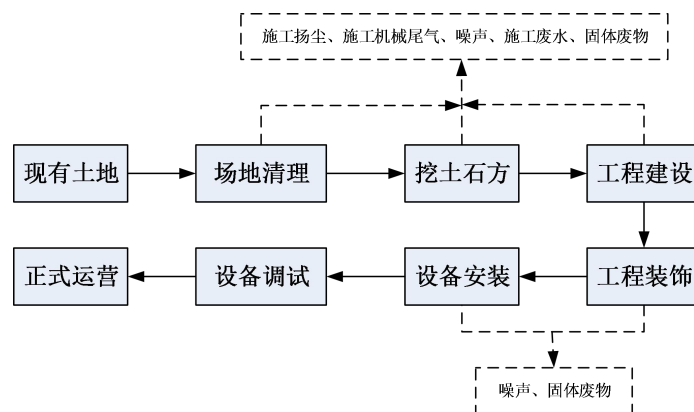 施工扬尘、施工机械尾气、噪声、施工废水、固体废物
现有土地
场地清理
挖土石方
工程建设
正式运营
设备调试
设备安装
工程装饰
噪声、固体废物